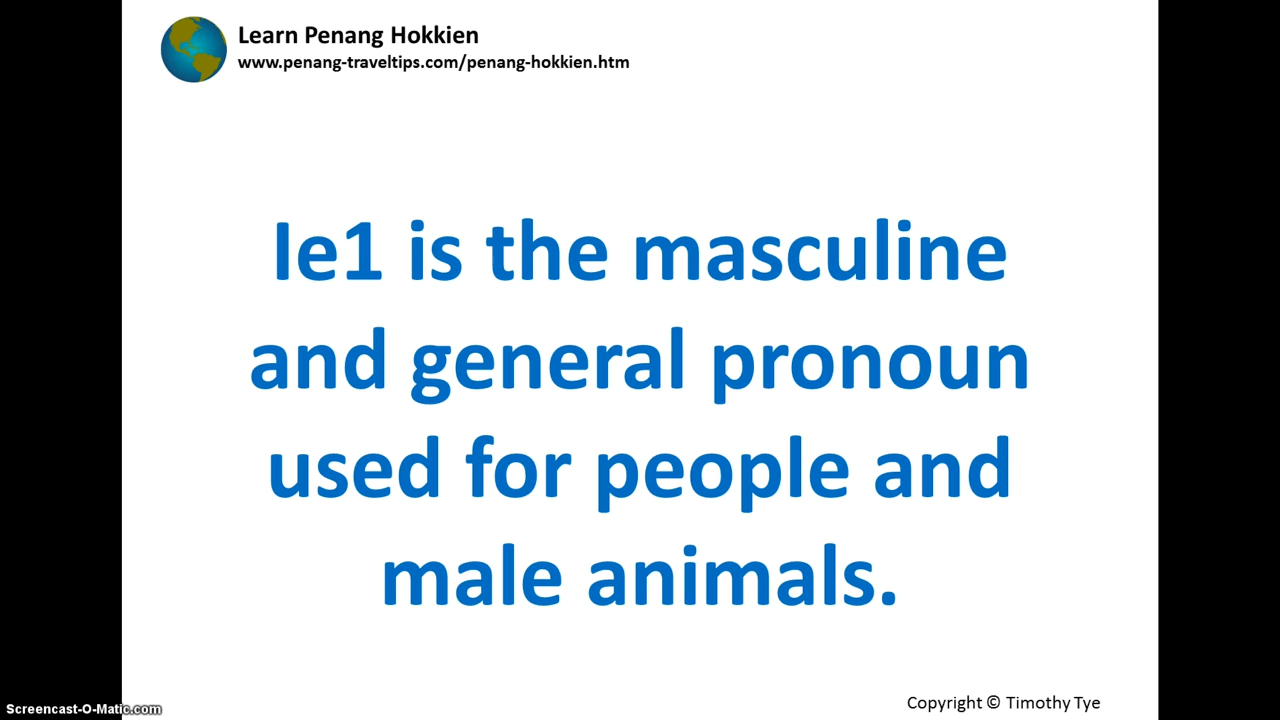 Learn Penang Hokkien
www.penang-traveltips.com/penang-hokkien.htm
Ie1 is the masculine
and general pronoun
used for people and
male animals.
Copyright © Timothy Tye
Screencast-O-Matic.com